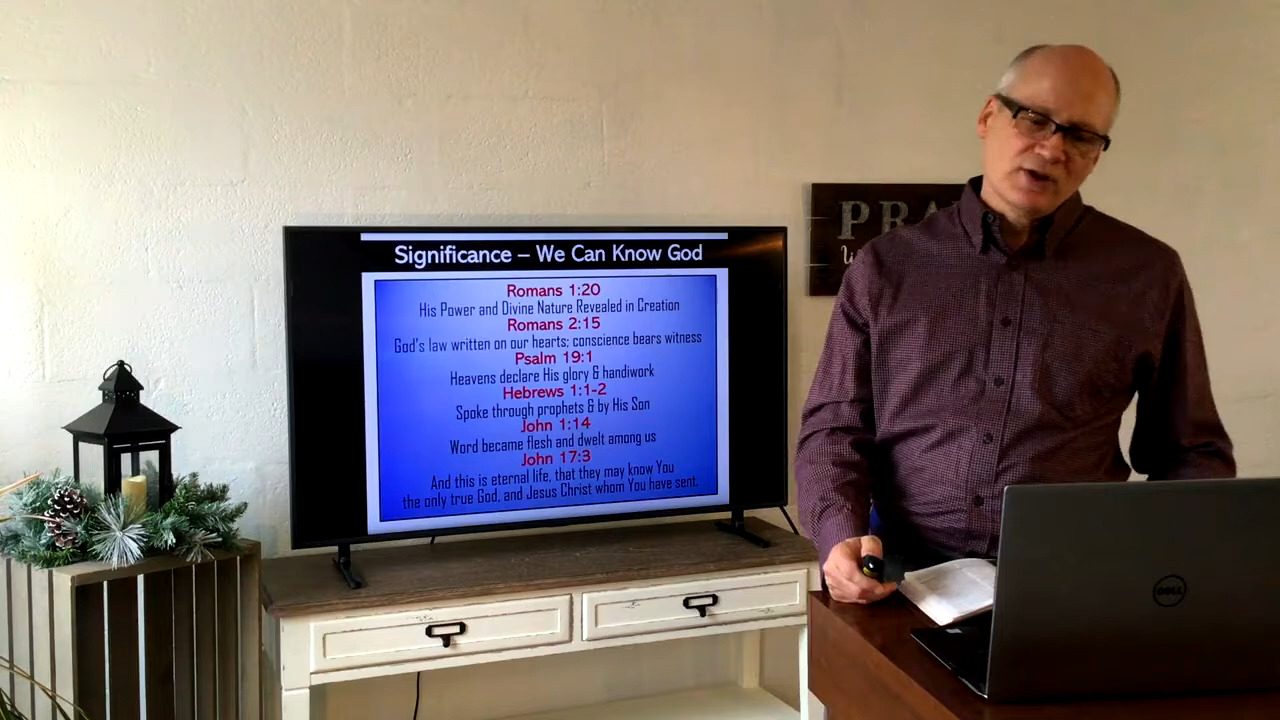 Significance – We Can Know God
Romans 1:20
His Power and Divine Nature Revealed in Creation
Romans 2:15
God's law written on our hearts; conscience bears witness
Psalm 19:1
Heavens declare His glory & handiwork
Hebrews 1:1-2
Spoke through prophets & by His Son
John 1:14
Word became flesh and dwelt among us
John 17:3
And this is eternal life, that they may know You
the only true God, and Jesus Christ whom You have sent.
PRA
DELL